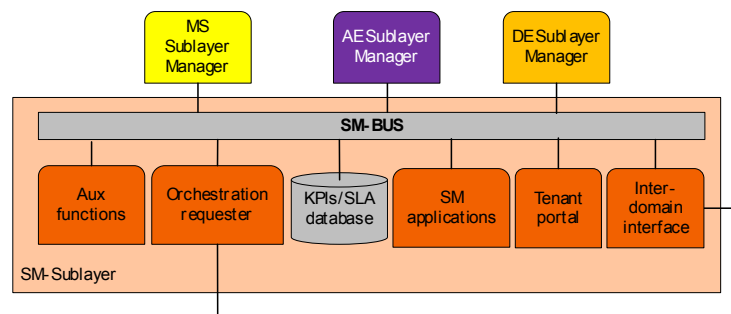 MS
Sublayer
Manager
AE Sublayer
Manager
DE Sublayer
Manager
SM-BUS
Aux
functions
Orchestration
requester
KPIs/SLA
database
SM
applications
Tenant
portal
Inter-
domain
interface
SM-Sublayer